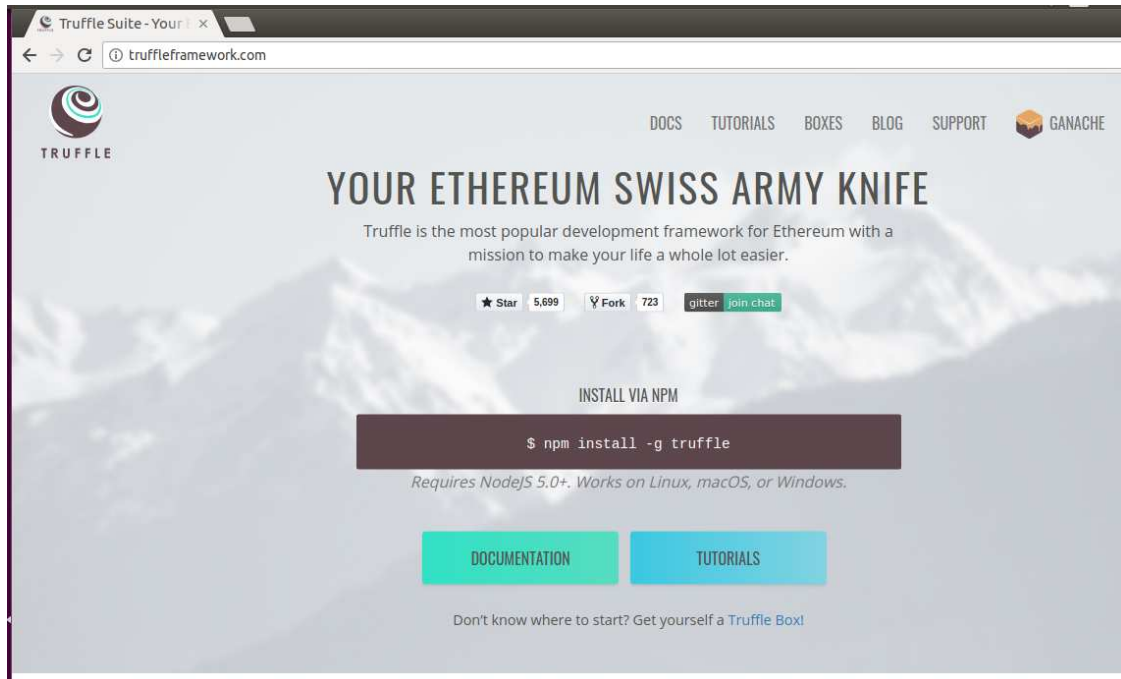 Truffle Suite - Your
truffleframework.com
TRUFFLE
DOCS TUTORIALS BOXES BLOG SUPPORT GANACHE
YOUR ETHEREUM SWISS ARMY KNIFE
Truffle is the most popular development framework for Ethereum with a
mission to make your life a whole lot easier.
Star 5,699 Fork 723 gitter join chat
INSTALL VIA NPM
$ npm install -g truffle
Requires NodeJS 5.0+. Works on Linux, macOS, or Windows.
DOCUMENTATION TUTORIALS
Don't know where to start? Get yourself a Truffle Box!